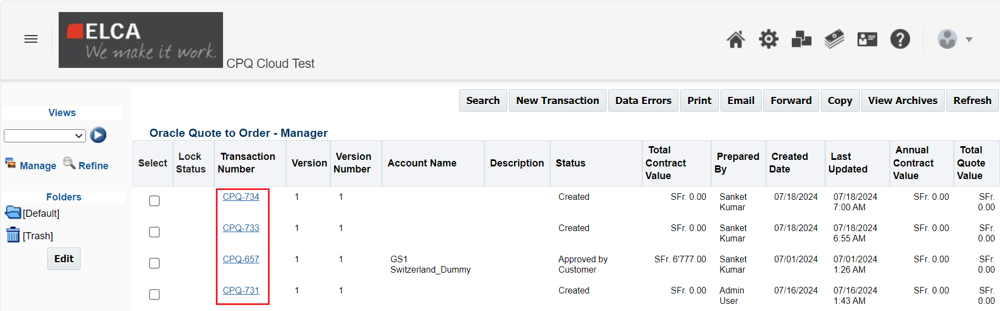 ELCA
We make it work.
CPQ Cloud Test
Search
New Transaction
Data Errors
Print
Email
Forward
Copy
View Archives
Refresh
Views
Manage
Refine
Folders
[Default]
[Trash]
Edit
Oracle Quote to Order - Manager
Select
Lock
Status
Transaction
Number
Version
Version
Number
Account Name
Description
Status
Total
Contract
Value
Prepared
By
Created
Date
Last
Updated
Annual
Contract
Value
Total
Quote
Value
CPQ-734
1
1
Created
SFr. 0.00
Sanket
Kumar
07/18/2024
07/18/2024
7:00 AM
SFr. 0.00
SFr.
0.00
CPQ-733
1
1
Created
SFr. 0.00
Sanket
Kumar
07/18/2024
07/18/2024
6:55 AM
SFr. 0.00
SFr.
0.00
CPQ-657
1
1
GS1
Switzerland_Dummy
Approved by
Customer
SFr. 6'777.00
Sanket
Kumar
07/01/2024
07/01/2024
1:26 AM
SFr. 0.00
SFr.
0.00
CPQ-731
1
1
Created
SFr. 0.00
Admin
User
07/16/2024
07/16/2024
1:43 AM
SFr. 0.00
SFr.
0.00